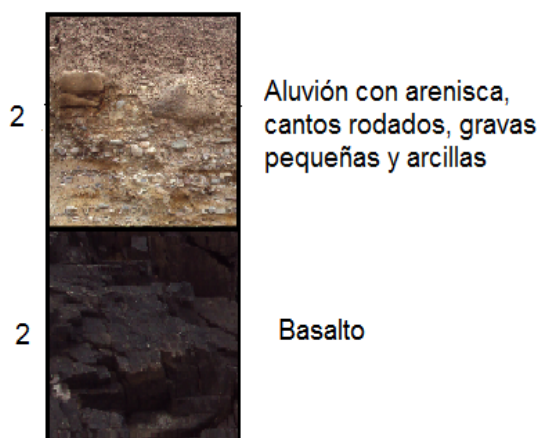 2
Aluvión con arenisca,
cantos rodados, gravas
pequeñas y arcillas
2
Basalto